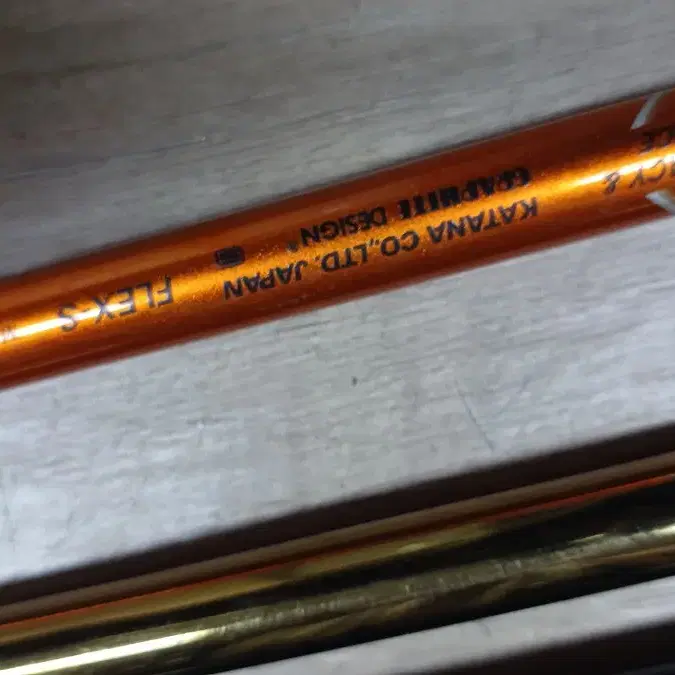 KATANA CO.,LTD. JAPAN
GRAPHITE DESIGN®
FLEX S